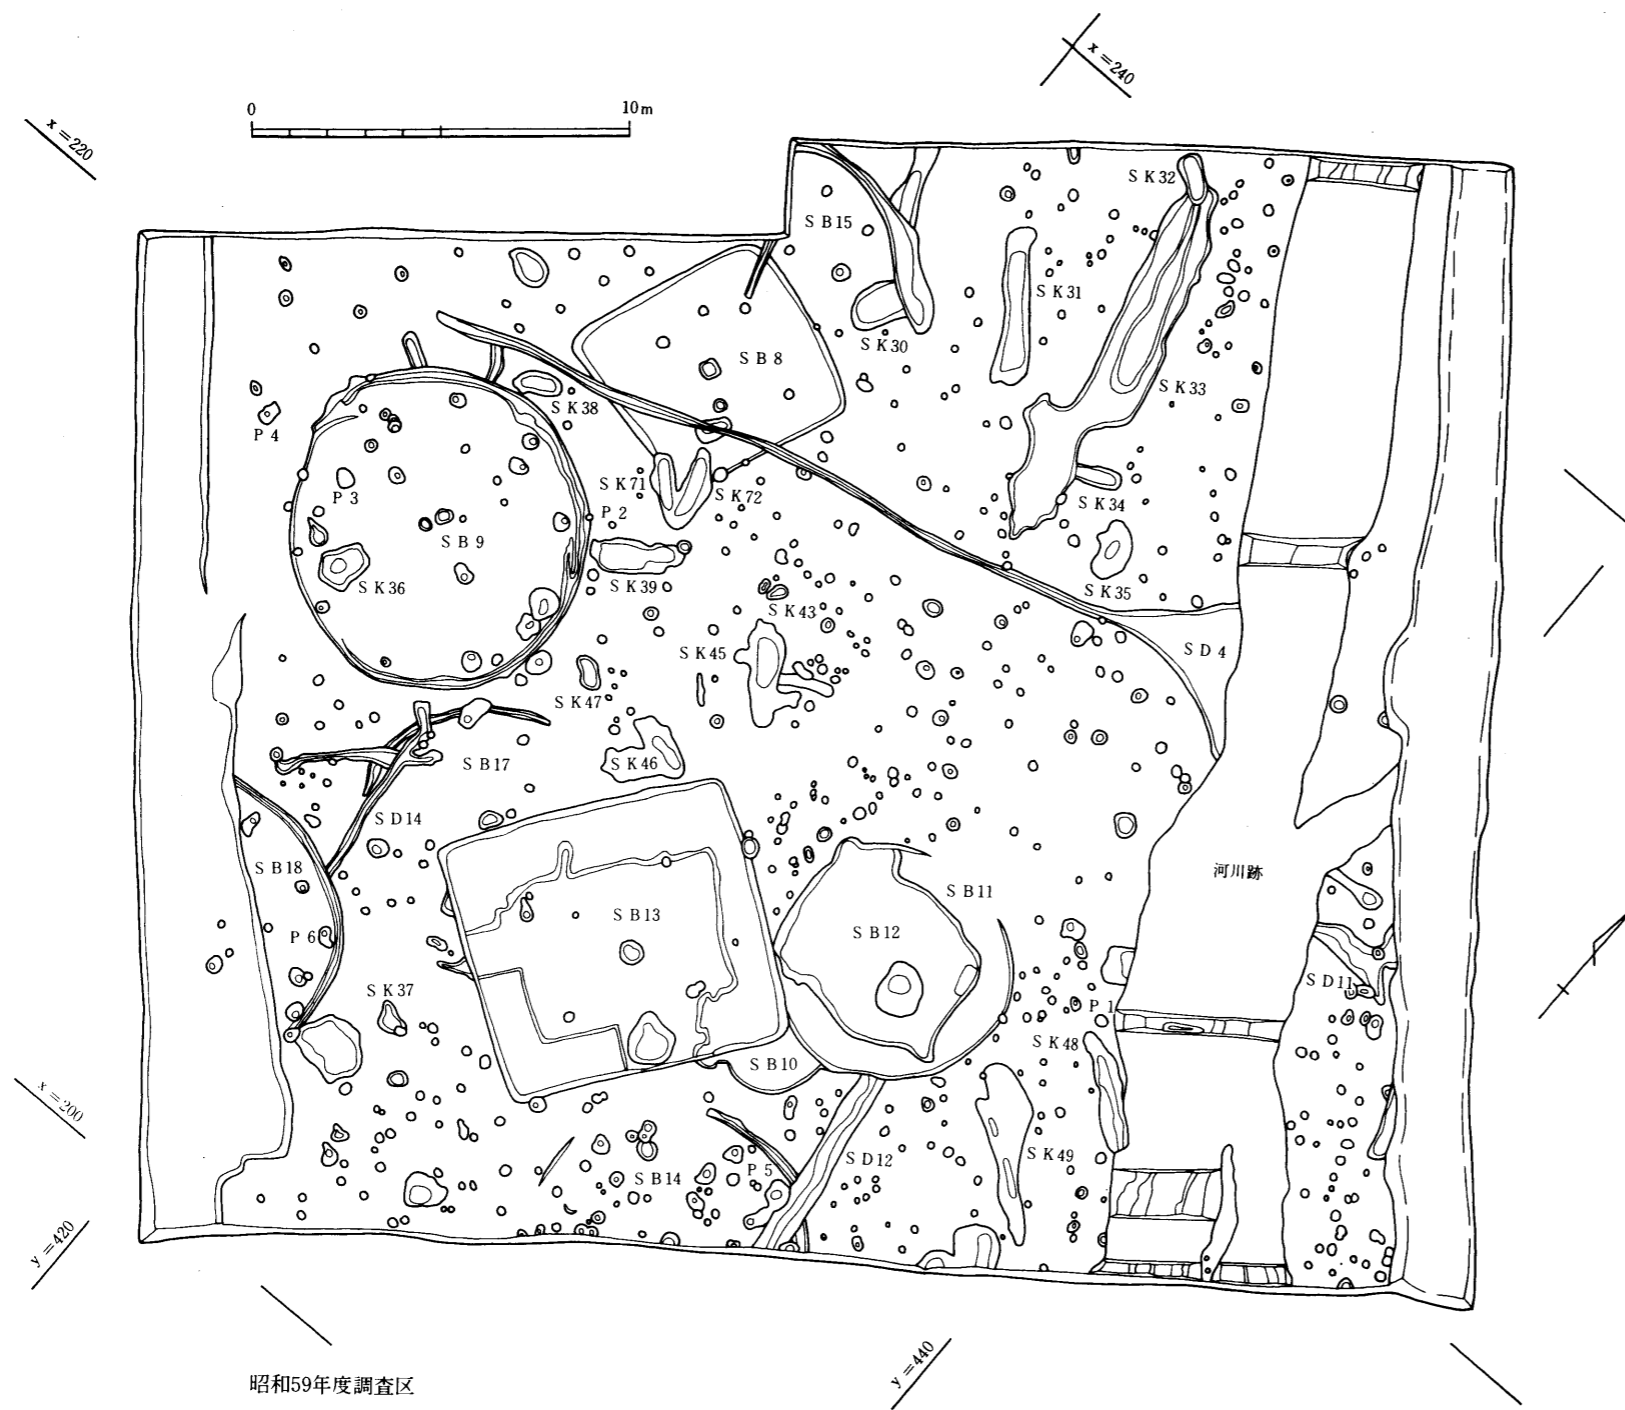 x=240
0 10m
x=220
SK32
SB15
SK31
SK30
SB8
SK33
SK38
P4
SK71
SK72
P3
P2
SK34
SB9
SK36
SK39
SK35
SK43
SK45
SD4
SK47
SB17
SK46
SD14
SB18
河川跡
SB11
SB13
SB12
P6
SD11
SK37
P1
SK48
SB10
x=200
SK49
SD12
P5
SB14
y=420
y=440
昭和59年度調査区